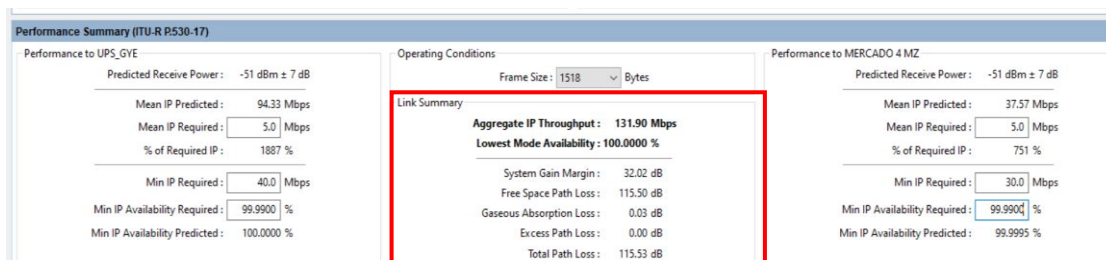 Performance Summary (ITU-R P.530-17)
Performance to UPS_GYE
Predicted Receive Power : -51 dBm ± 7 dB
Mean IP Predicted : 94.33 Mbps
Mean IP Required : 5.0 Mbps
% of Required IP : 1887 %
Min IP Required : 40.0 Mbps
Min IP Availability Required : 99.9900 %
Min IP Availability Predicted : 100.0000 %
Operating Conditions
Frame Size : 1518 Bytes
Link Summary
Aggregate IP Throughput : 131.90 Mbps
Lowest Mode Availability : 100.0000 %
System Gain Margin : 32.02 dB
Free Space Path Loss : 115.50 dB
Gaseous Absorption Loss : 0.03 dB
Excess Path Loss : 0.00 dB
Total Path Loss : 115.53 dB
Performance to MERCADO 4 MZ
Predicted Receive Power : -51 dBm ± 7 dB
Mean IP Predicted : 37.57 Mbps
Mean IP Required : 5.0 Mbps
% of Required IP : 751 %
Min IP Required : 30.0 Mbps
Min IP Availability Required : 99.9900 %
Min IP Availability Predicted : 99.9995 %